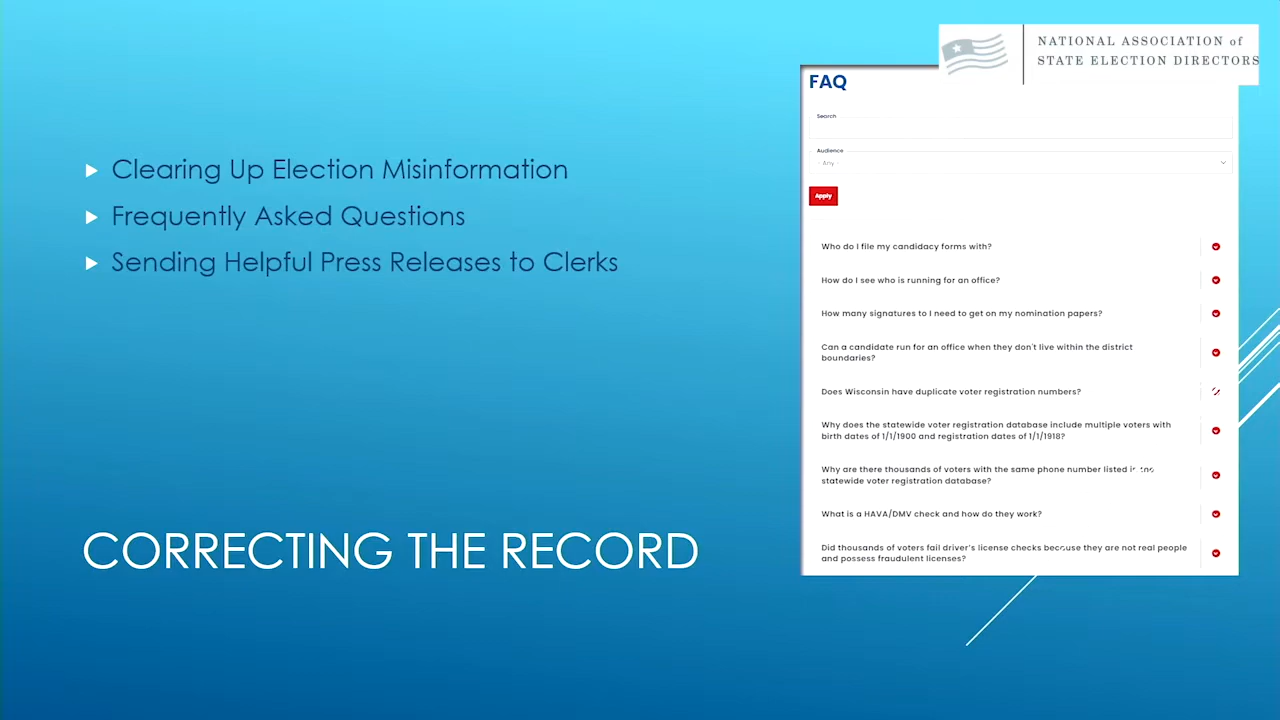 NATIONAL ASSOCIATION of
STATE ELECTION DIRECTORS
Clearing Up Election Misinformation
Frequently Asked Questions
Sending Helpful Press Releases to Clerks
CORRECTING THE RECORD
FAQ
Search
Audience
- Any -
Apply
Who do I file my candidacy forms with?
How do I see who is running for an office?
How many signatures to I need to get on my nomination papers?
Can a candidate run for an office when they don't live within the district
boundaries?
Does Wisconsin have duplicate voter registration numbers?
Why does the statewide voter registration database include multiple voters with
birth dates of 1/1/1900 and registration dates of 1/1/1918?
Why are there thousands of voters with the same phone number listed in the
statewide voter registration database?
What is a HAVA/DMV check and how do they work?
Did thousands of voters fail driver's license checks because they are not real people
and possess fraudulent licenses?